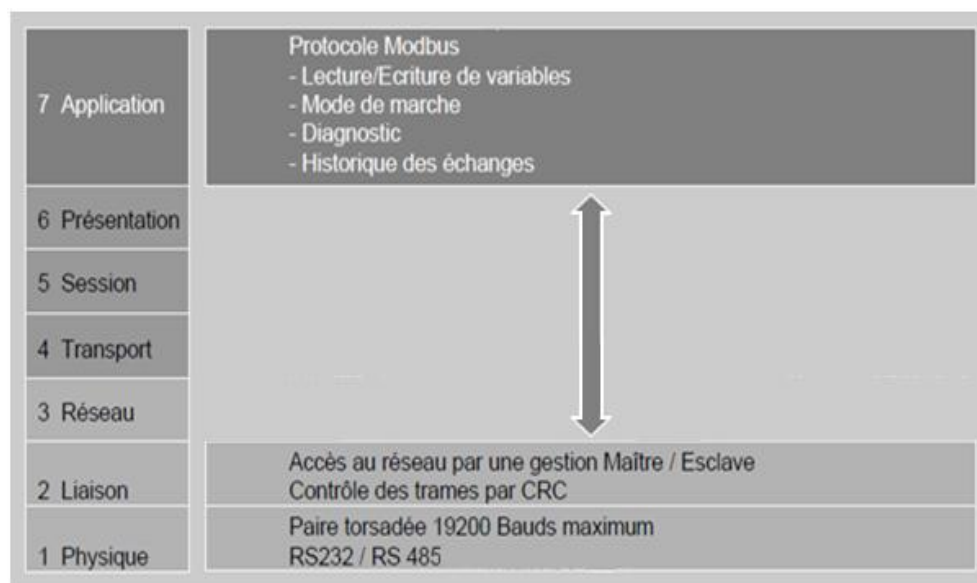 7 Application
Protocole Modbus
- Lecture/Ecriture de variables
- Mode de marche
- Diagnostic
- Historique des échanges
6 Présentation
5 Session
4 Transport
3 Réseau
2 Liaison
Accès au réseau par une gestion Maître / Esclave
Contrôle des trames par CRC
1 Physique
Paire torsadée 19200 Bauds maximum
RS232 / RS 485